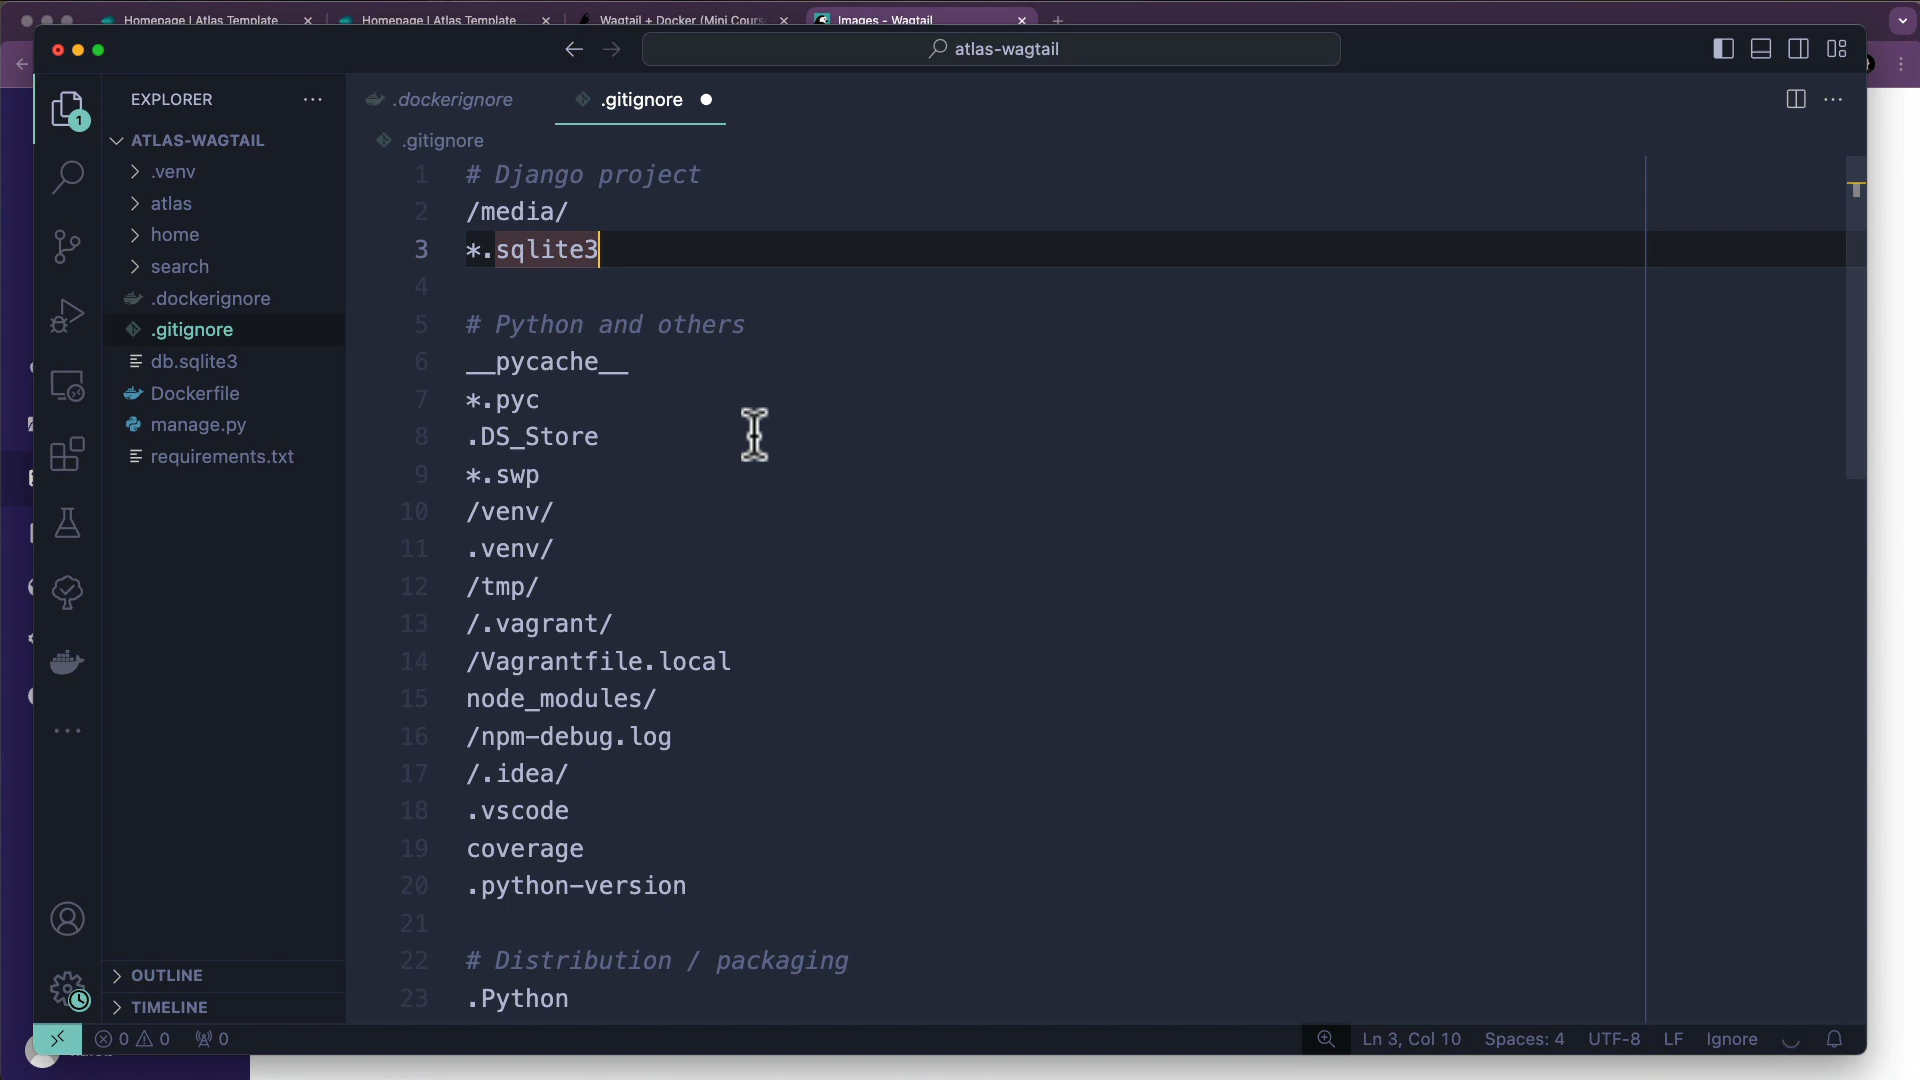 Homepage | Atlas Template
Homepage | Atlas Template
Wagtail + Docker (Mini Cours
Images - Wagtail
atlas-wagtail
EXPLORER
.dockerignore
.gitignore
1
ATLAS-WAGTAIL
.gitignore
.venv
atlas
home
search
.dockerignore
.gitignore
db.sqlite3
Dockerfile
manage.py
requirements.txt
1 # Django project
2 /media/
3 *.sqlite3
4
5 # Python and others
6 __pycache__
7 *.pyc
8 .DS_Store
9 *.swp
10 /venv/
11 .venv/
12 /tmp/
13 /.vagrant/
14 /Vagrantfile.local
15 node_modules/
16 /npm-debug.log
17 /.idea/
18 .vscode
19 coverage
20 .python-version
21
22 # Distribution / packaging
23 .Python
OUTLINE
TIMELINE
0 0 0
Ln 3, Col 10 Spaces: 4 UTF-8 LF Ignore